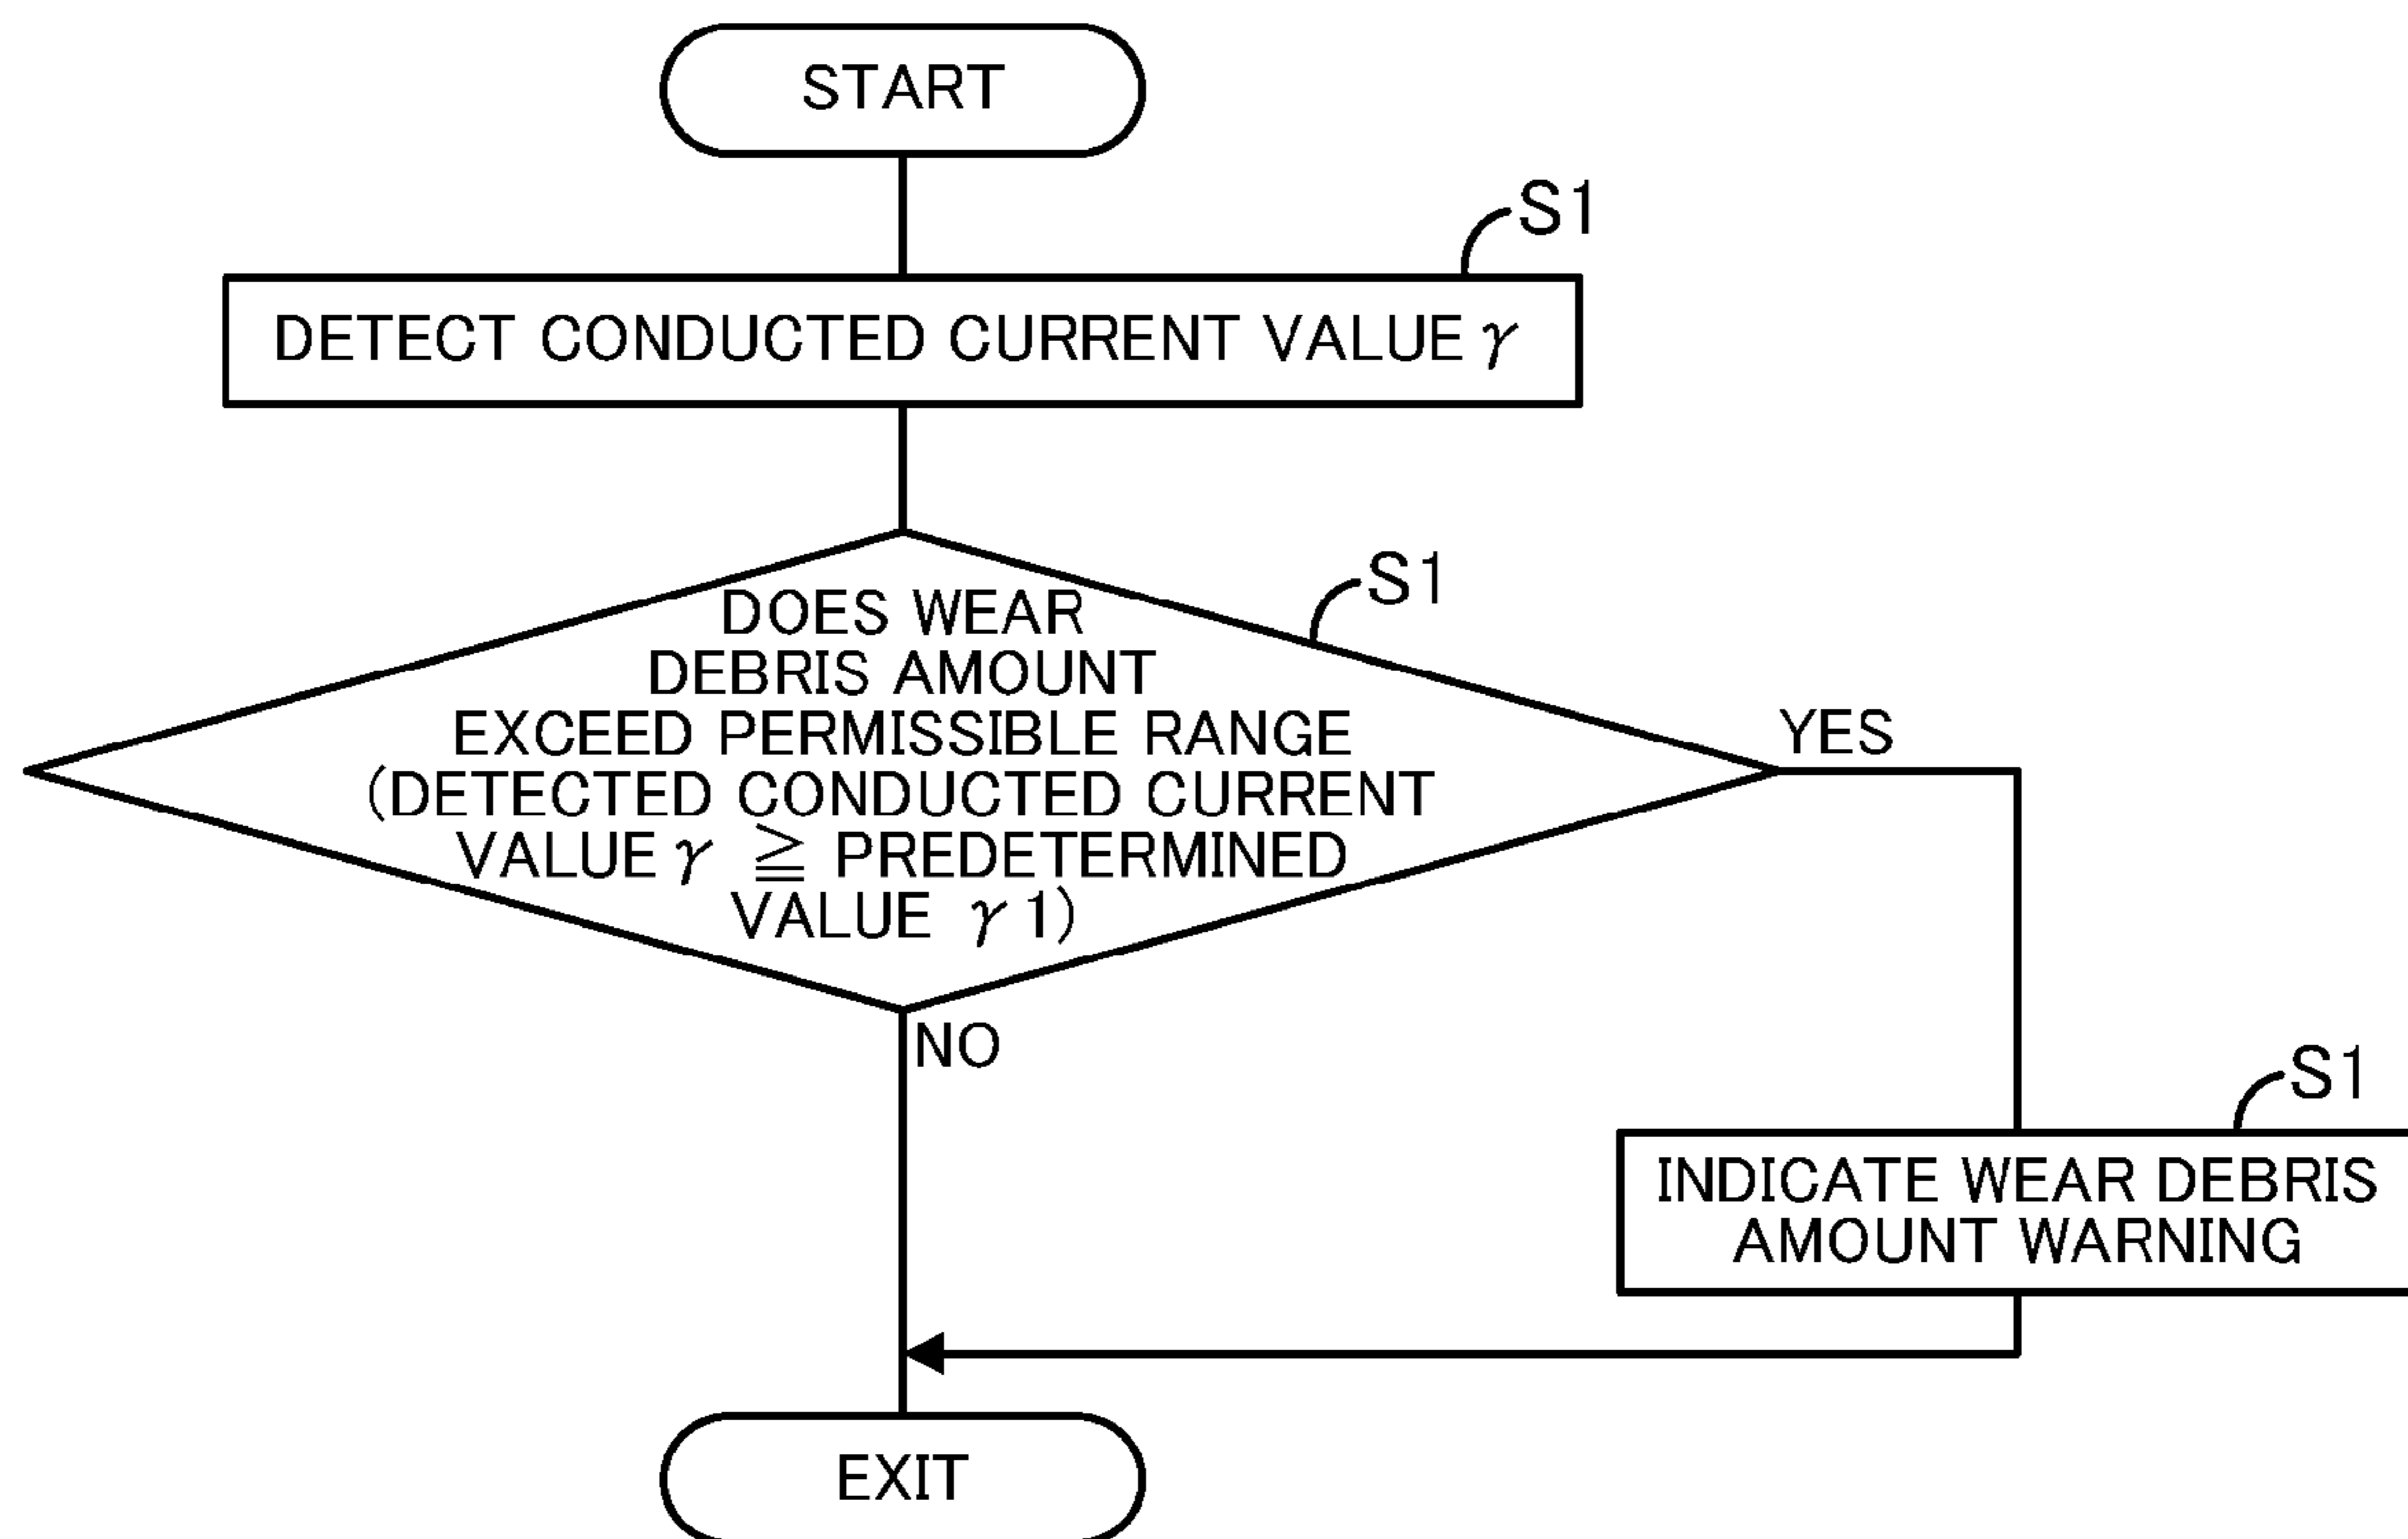 START
S1
DETECT CONDUCTED CURRENT VALUE γ
S1
DOES WEAR
DEBRIS AMOUNT
EXCEED PERMISSIBLE RANGE
(DETECTED CONDUCTED CURRENT
VALUE γ ≧ PREDETERMINED
VALUE γ 1)
YES
NO
S1
INDICATE WEAR DEBRIS
AMOUNT WARNING
EXIT